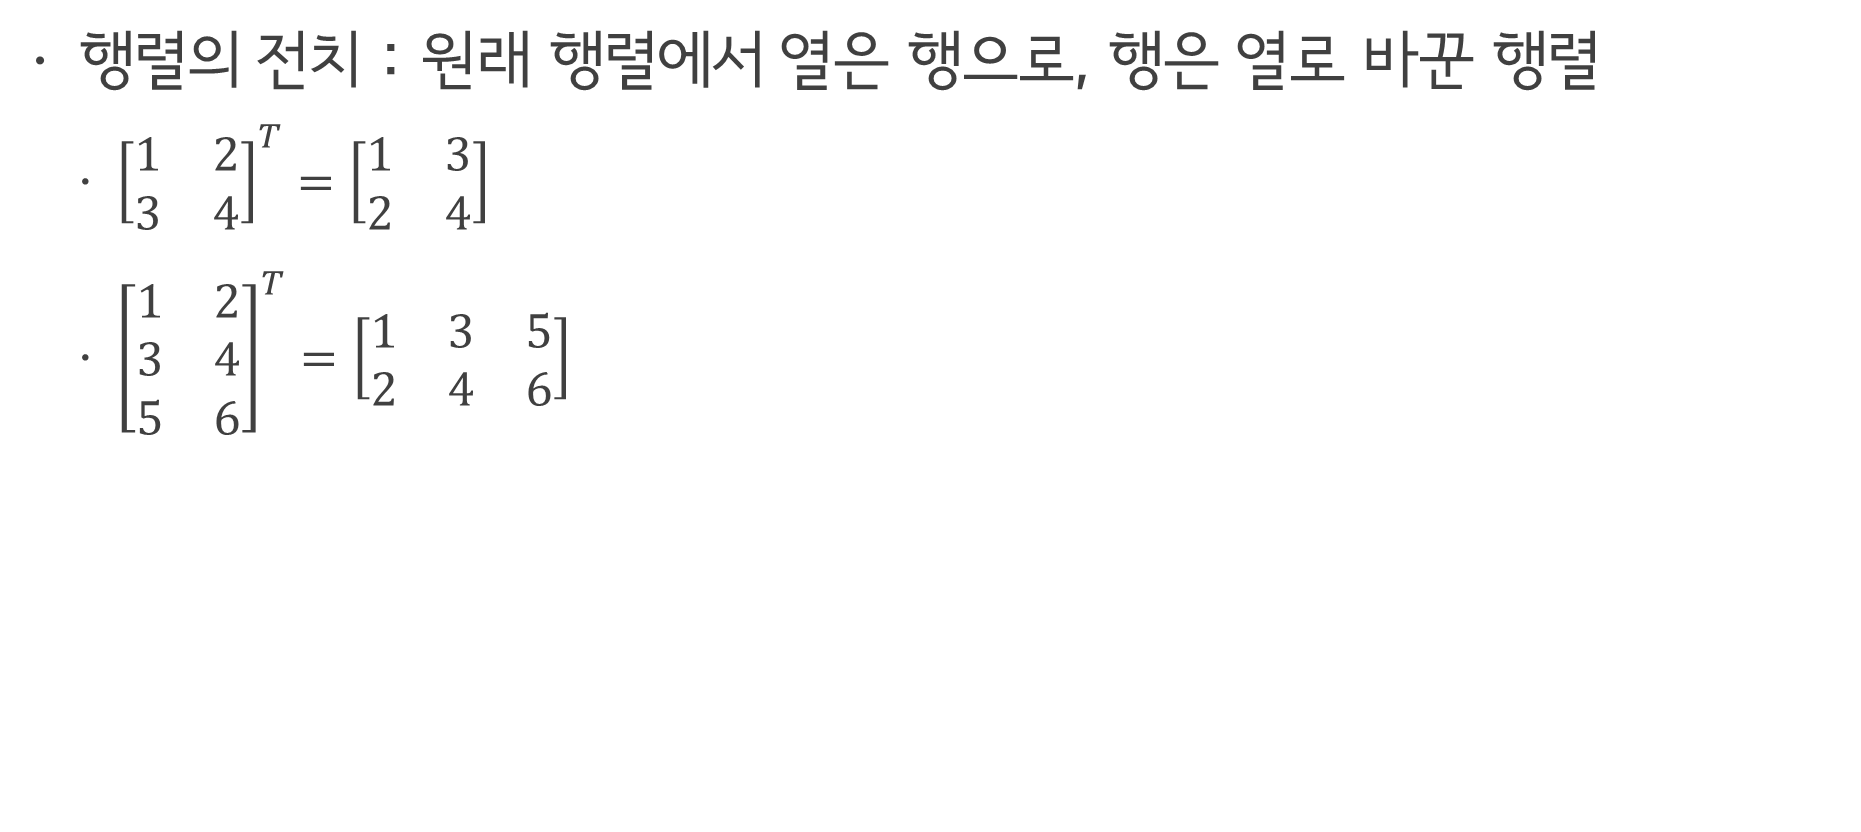 · 행렬의 전치 : 원래 행렬에서 열은 행으로, 행은 열로 바꾼 행렬
· [1 2; 3 4]^T = [1 3; 2 4]
· [1 2; 3 4; 5 6]^T = [1 3 5; 2 4 6]